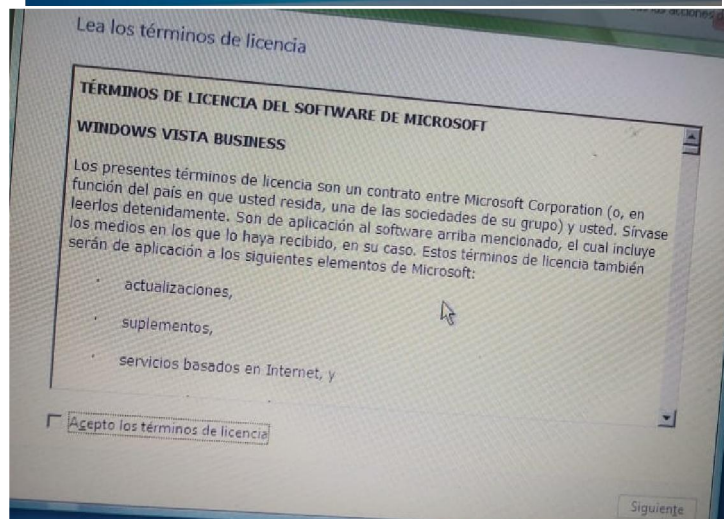 acciones
Lea los términos de licencia
TÉRMINOS DE LICENCIA DEL SOFTWARE DE MICROSOFT
WINDOWS VISTA BUSINESS
Los presentes términos de licencia son un contrato entre Microsoft Corporation (o, en
función del país en que usted resida, una de las sociedades de su grupo) y usted. Sírvase
leerlos detenidamente. Son de aplicación al software arriba mencionado, el cual incluye
los medios en los que lo haya recibido, en su caso. Estos términos de licencia también
serán de aplicación a los siguientes elementos de Microsoft:
· actualizaciones,
· suplementos,
· servicios basados en Internet, y
Acepto los términos de licencia
Siguiente